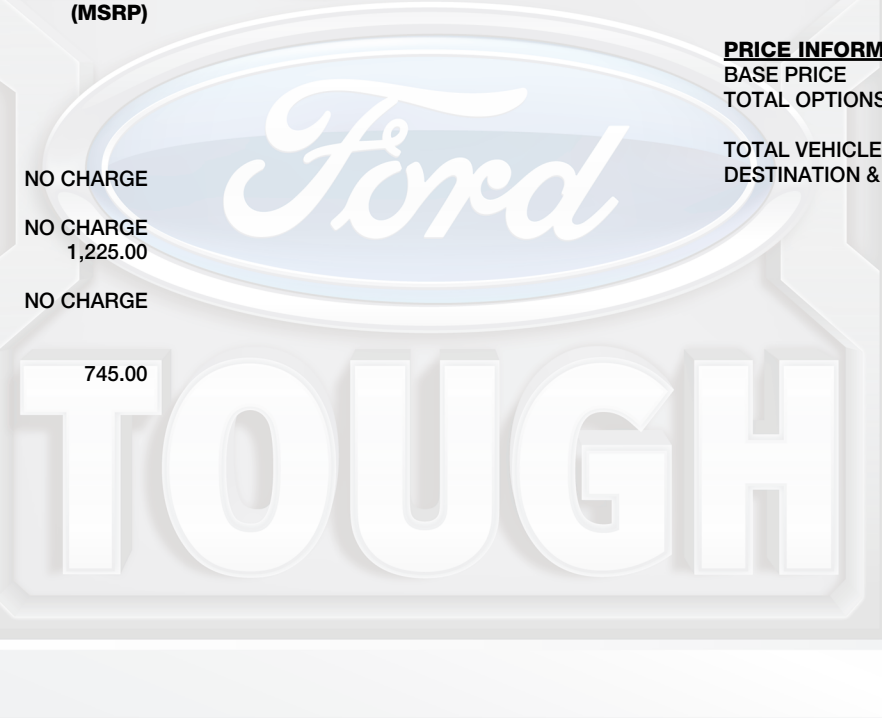 (MSRP)
NO CHARGE
NO CHARGE
1,225.00
NO CHARGE
745.00
PRICE INFORM
BASE PRICE
TOTAL OPTIONS
TOTAL VEHICLE
DESTINATION &
Ford
TOUGH